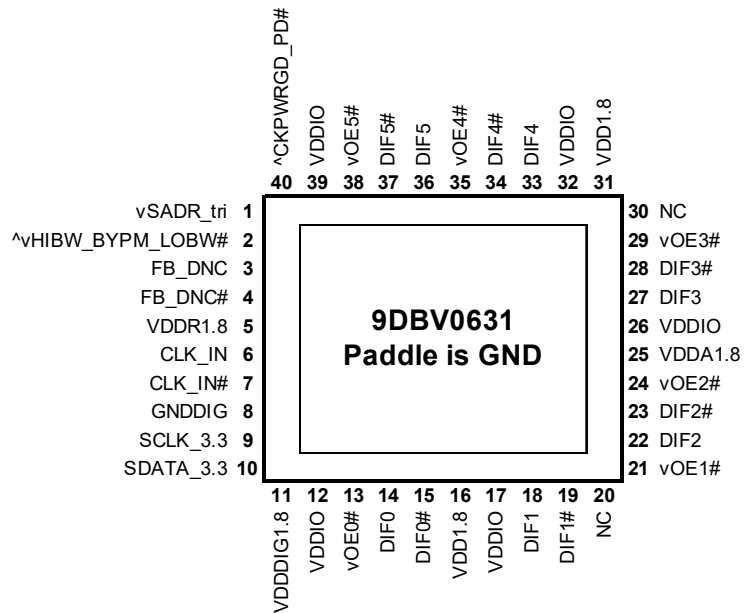 ^CKPWRGD_PD#
VDDIO
vOE5#
DIF5#
DIF5
vOE4#
DIF4#
DIF4
VDDIO
VDD1.8
40 39 38 37 36 35 34 33 32 31
vSADR_tri 1
^vHIBW_BYPM_LOBW# 2
FB_DNC 3
FB_DNC# 4
VDDR1.8 5
CLK_IN 6
CLK_IN# 7
GNDDIG 8
SCLK_3.3 9
SDATA_3.3 10
9DBV0631
Paddle is GND
30 NC
29 vOE3#
28 DIF3#
27 DIF3
26 VDDIO
25 VDDA1.8
24 vOE2#
23 DIF2#
22 DIF2
21 vOE1#
11 12 13 14 15 16 17 18 19 20
VDDDIG1.8
VDDIO
vOE0#
DIF0
DIF0#
VDD1.8
VDDIO
DIF1
DIF1#
NC